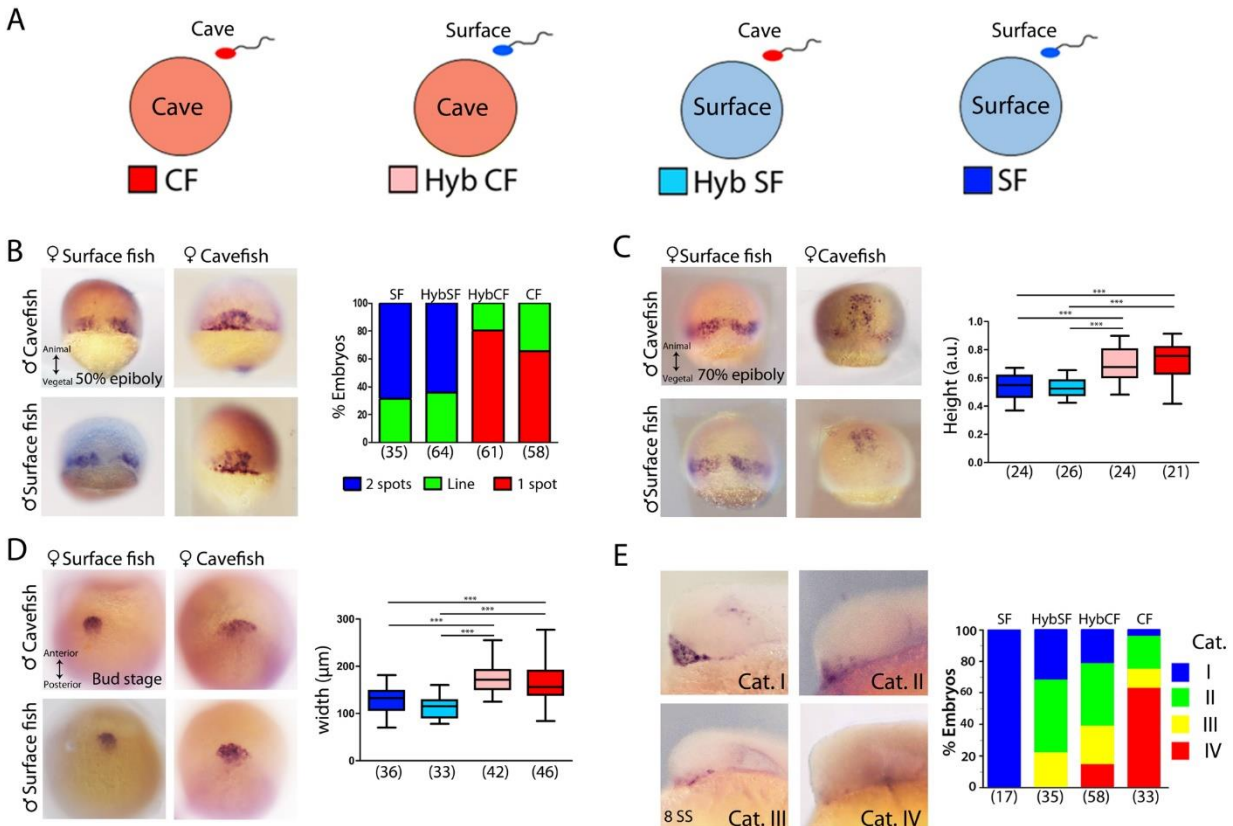 A
Cave
Surface
Cave
Surface
Cave
Cave
Surface
Surface
CF
Hyb CF
Hyb SF
SF
B
♀ Surface fish
♀ Cavefish
♂ Cavefish
♂ Surface fish
Animal
Vegetal
50% epiboly
SF
HybSF
HybCF
CF
% Embryos
100
80
60
40
20
0
(35)
(64)
(61)
(58)
2 spots
Line
1 spot
C
♀ Surface fish
♀ Cavefish
♂ Cavefish
♂ Surface fish
Animal
Vegetal
70% epiboly
***
***
***
***
Height (a.u.)
1.0
0.8
0.6
0.4
0.0
(24)
(26)
(24)
(21)
D
♀ Surface fish
♀ Cavefish
♂ Cavefish
♂ Surface fish
Anterior
Posterior
Bud stage
***
***
***
***
width (µm)
300
200
100
0
(36)
(33)
(42)
(46)
E
Cat. I
Cat. II
8 SS
Cat. III
Cat. IV
SF
HybSF
HybCF
CF
% Embryos
100
80
60
40
20
0
(17)
(35)
(58)
(33)
Cat.
I
II
III
IV